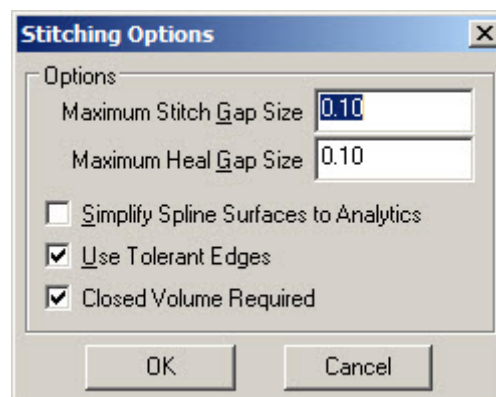 Stitching Options
Options
Maximum Stitch Gap Size 0.10
Maximum Heal Gap Size 0.10
Simplify Spline Surfaces to Analytics
Use Tolerant Edges
Closed Volume Required
OK Cancel